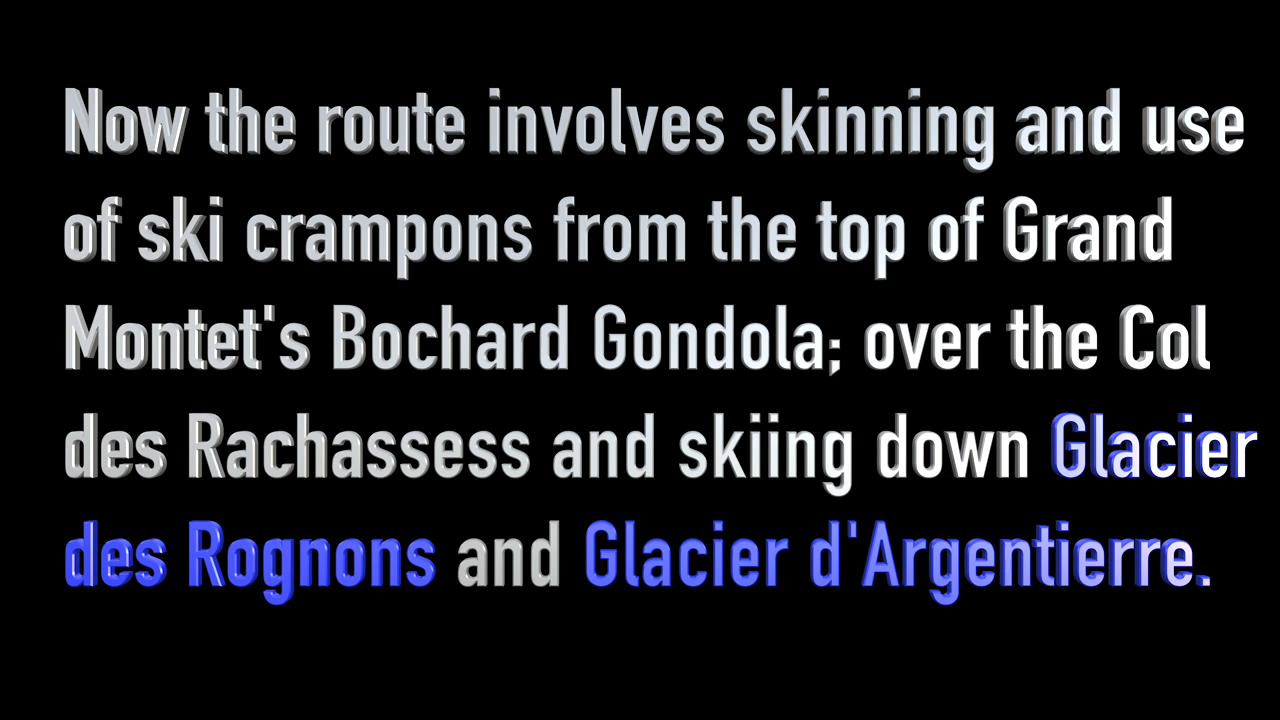 Now the route involves skinning and use
of ski crampons from the top of Grand
Montet's Bochard Gondola; over the Col
des Rachassess and skiing down Glacier
des Rognons and Glacier d'Argentierre.